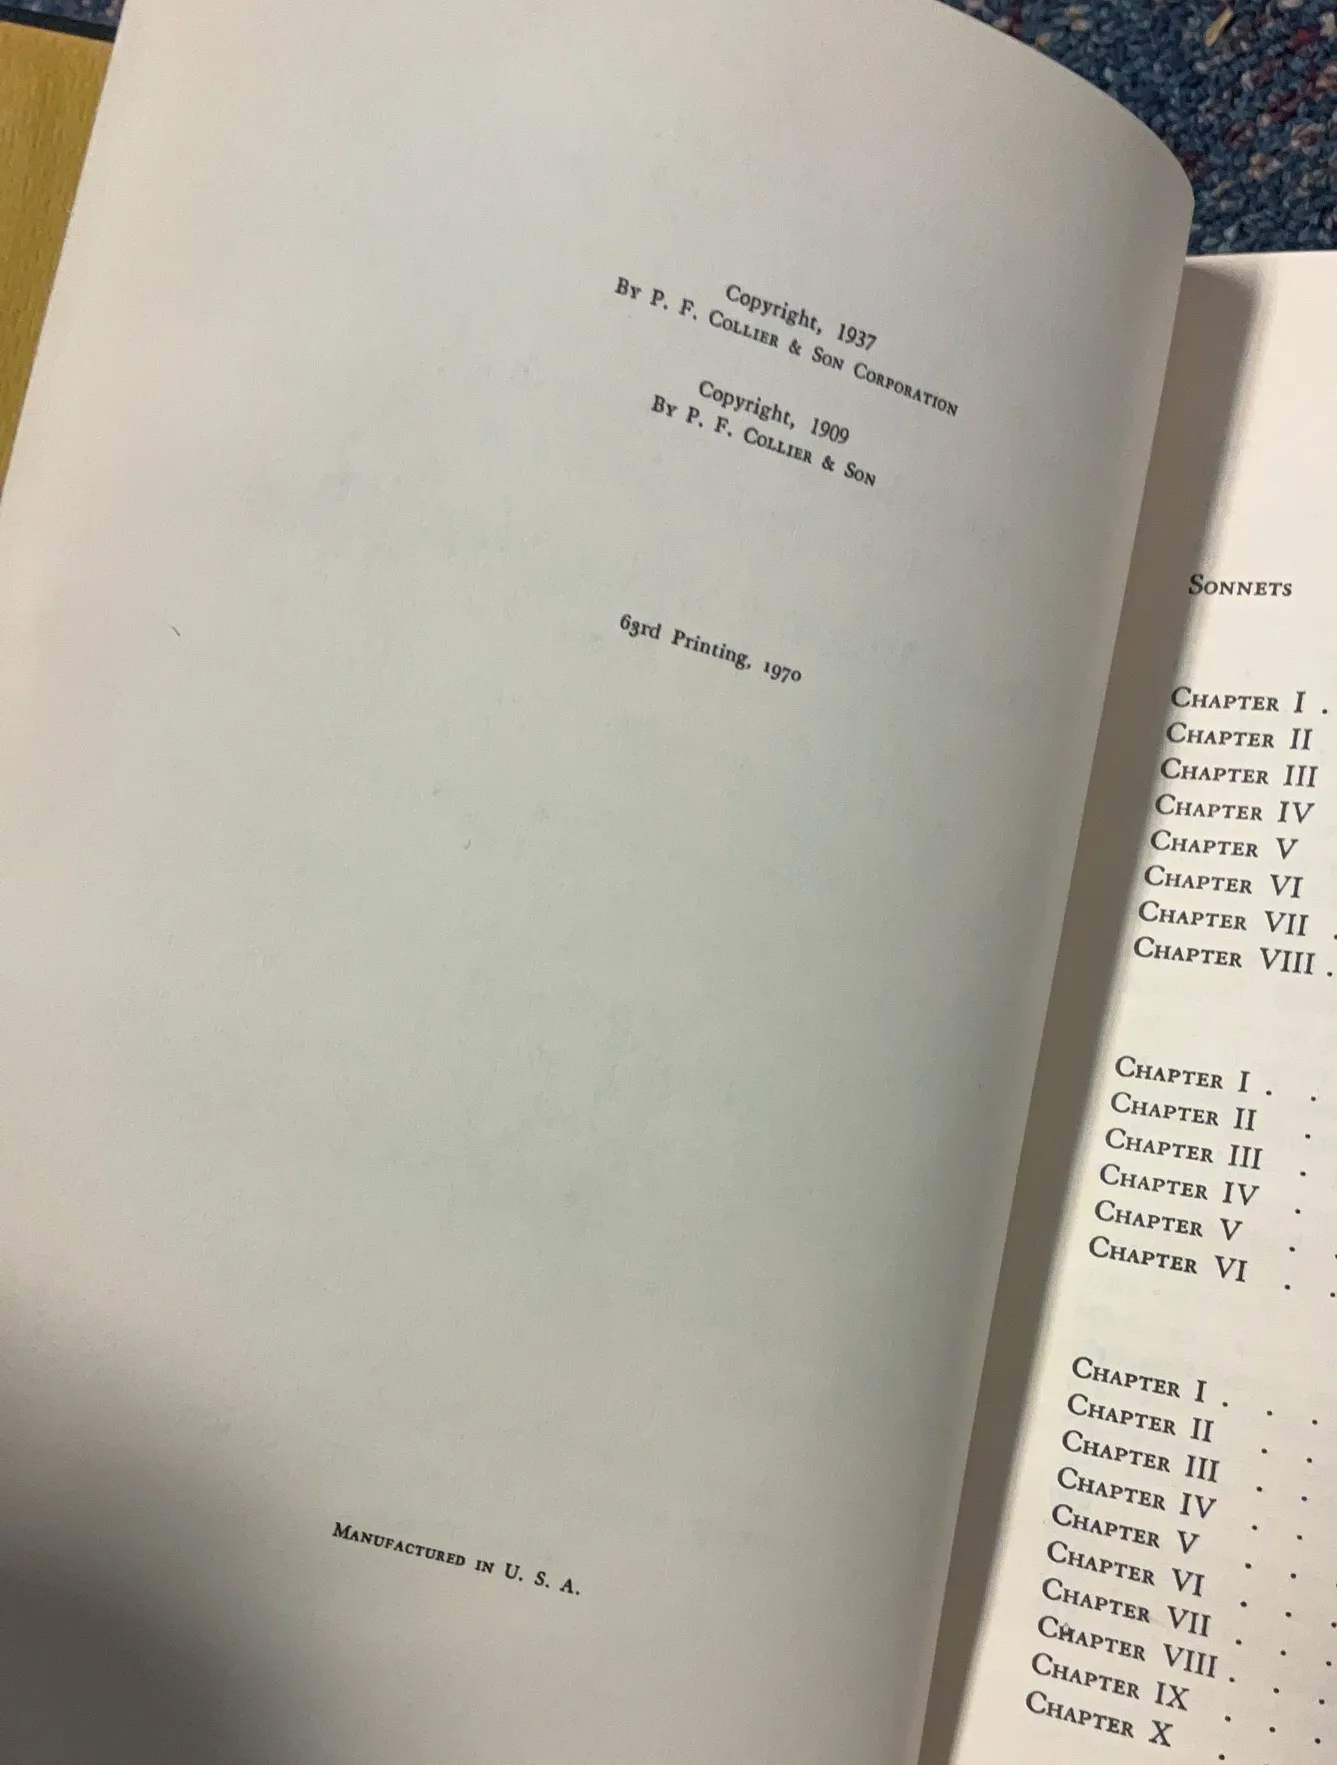 Copyright, 1937
By P. F. Collier & Son Corporation
Copyright, 1909
By P. F. Collier & Son
63rd Printing, 1970
Manufactured in U. S. A.
Sonnets
Chapter I .
Chapter II
Chapter III
Chapter IV
Chapter V
Chapter VI
Chapter VII .
Chapter VIII .
Chapter I . .
Chapter II .
Chapter III .
Chapter IV .
Chapter V . .
Chapter VI . .
Chapter I . . .
Chapter II . .
Chapter III . .
Chapter IV . .
Chapter V . . .
Chapter VI . . .
Chapter VII . . .
Chapter VIII . . .
Chapter IX . . .
Chapter X .